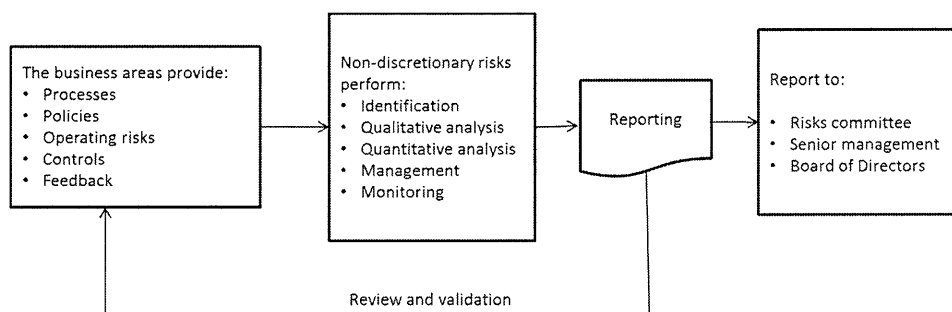 The business areas provide:
• Processes
• Policies
• Operating risks
• Controls
• Feedback
Non-discretionary risks
perform:
• Identification
• Qualitative analysis
• Quantitative analysis
• Management
• Monitoring
Reporting
Report to:
• Risks committee
• Senior management
• Board of Directors
Review and validation